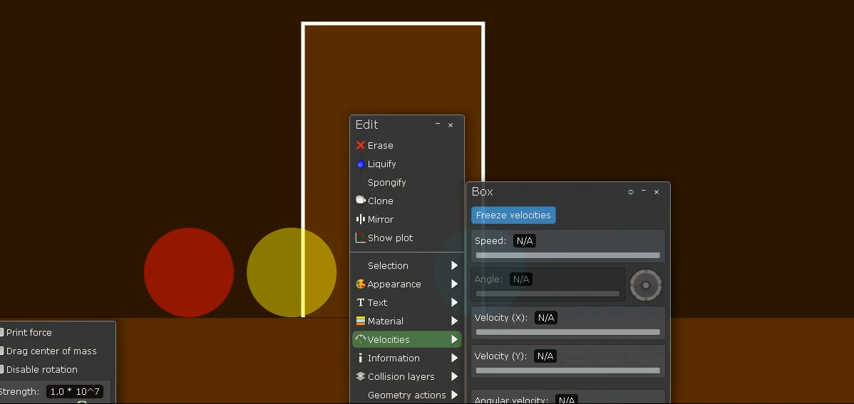 Edit
Erase
Liquify
Spongify
Clone
Mirror
Show plot
Selection
Appearance
Text
Material
Velocities
Information
Collision layers
Geometry actions
Box
Freeze velocities
Speed: N/A
Angle: N/A
Velocity (X): N/A
Velocity (Y): N/A
Angular velocity: N/A
Print force
Drag center of mass
Disable rotation
Strength: 1.0 * 10^7